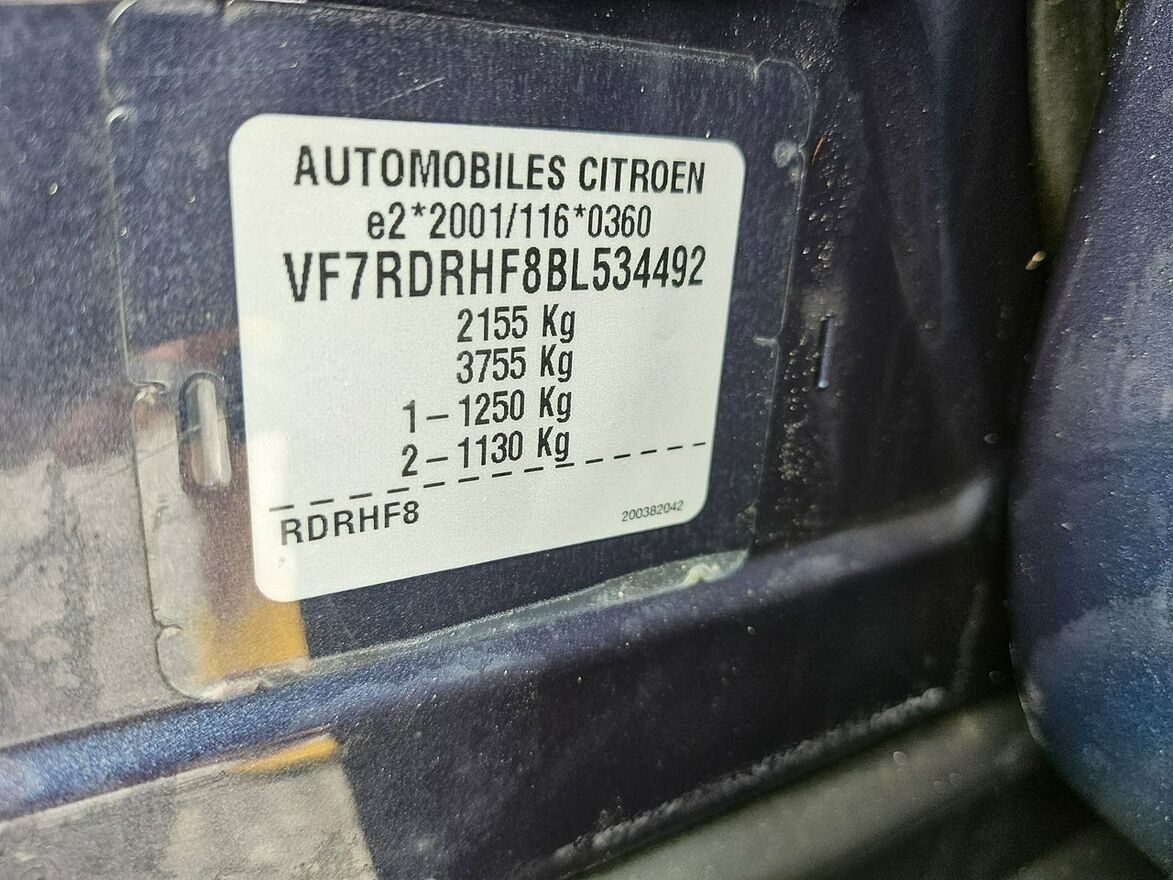 AUTOMOBILES CITROEN
e2*2001/116*0360
VF7RDRHF8BL534492
2155 Kg
3755 Kg
1-1250 Kg
2-1130 Kg
RDRHF8
200382042